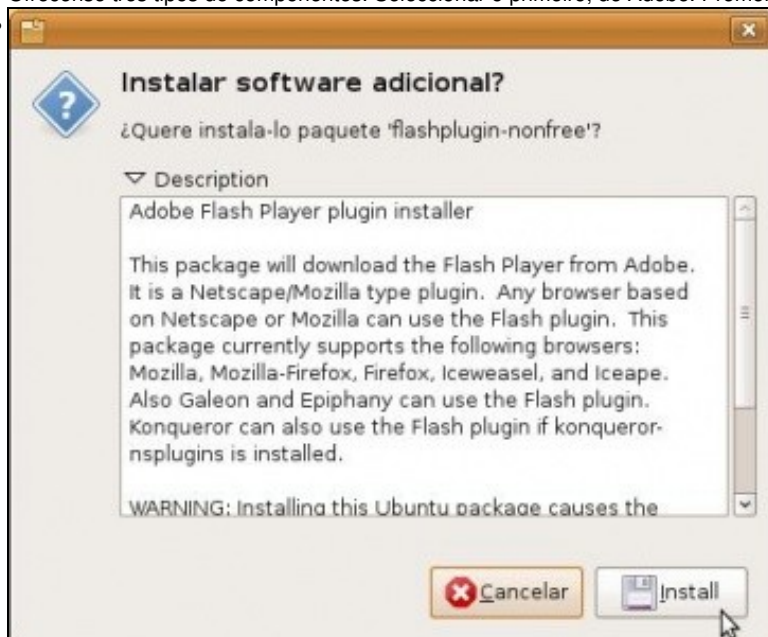 Instalar software adicional?
¿Quere instala-lo paquete 'flashplugin-nonfree'?
Description
Adobe Flash Player plugin installer
This package will download the Flash Player from Adobe.
It is a Netscape/Mozilla type plugin. Any browser based
on Netscape or Mozilla can use the Flash plugin. This
package currently supports the following browsers:
Mozilla, Mozilla-Firefox, Firefox, Iceweasel, and Iceape.
Also Galeon and Epiphany can use the Flash plugin.
Konqueror can also use the Flash plugin if konqueror-
nsplugins is installed.
WARNING: Installing this Ubuntu package causes the
Cancelar
Install